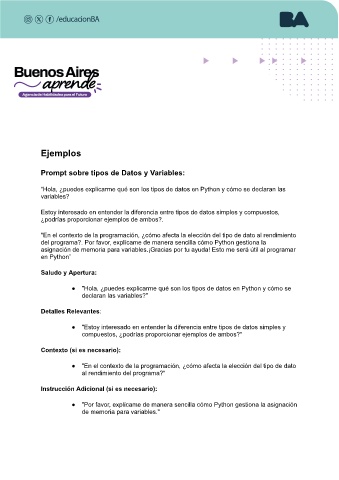 /educacionBA
BA
Buenos Aires
aprende
Agencia de Habilidades para el Futuro
Ejemplos
Prompt sobre tipos de Datos y Variables:
"Hola, ¿puedes explicarme qué son los tipos de datos en Python y cómo se declaran las
variables?
Estoy interesado en entender la diferencia entre tipos de datos simples y compuestos,
¿podrías proporcionar ejemplos de ambos?.
"En el contexto de la programación, ¿cómo afecta la elección del tipo de dato al rendimiento
del programa?. Por favor, explícame de manera sencilla cómo Python gestiona la
asignación de memoria para variables.¡Gracias por tu ayuda! Esto me será útil al programar
en Python"
Saludo y Apertura:
● "Hola, ¿puedes explicarme qué son los tipos de datos en Python y cómo se
declaran las variables?"
Detalles Relevantes:
● "Estoy interesado en entender la diferencia entre tipos de datos simples y
compuestos, ¿podrías proporcionar ejemplos de ambos?"
Contexto (si es necesario):
● "En el contexto de la programación, ¿cómo afecta la elección del tipo de dato
al rendimiento del programa?"
Instrucción Adicional (si es necesario):
● "Por favor, explícame de manera sencilla cómo Python gestiona la asignación
de memoria para variables."